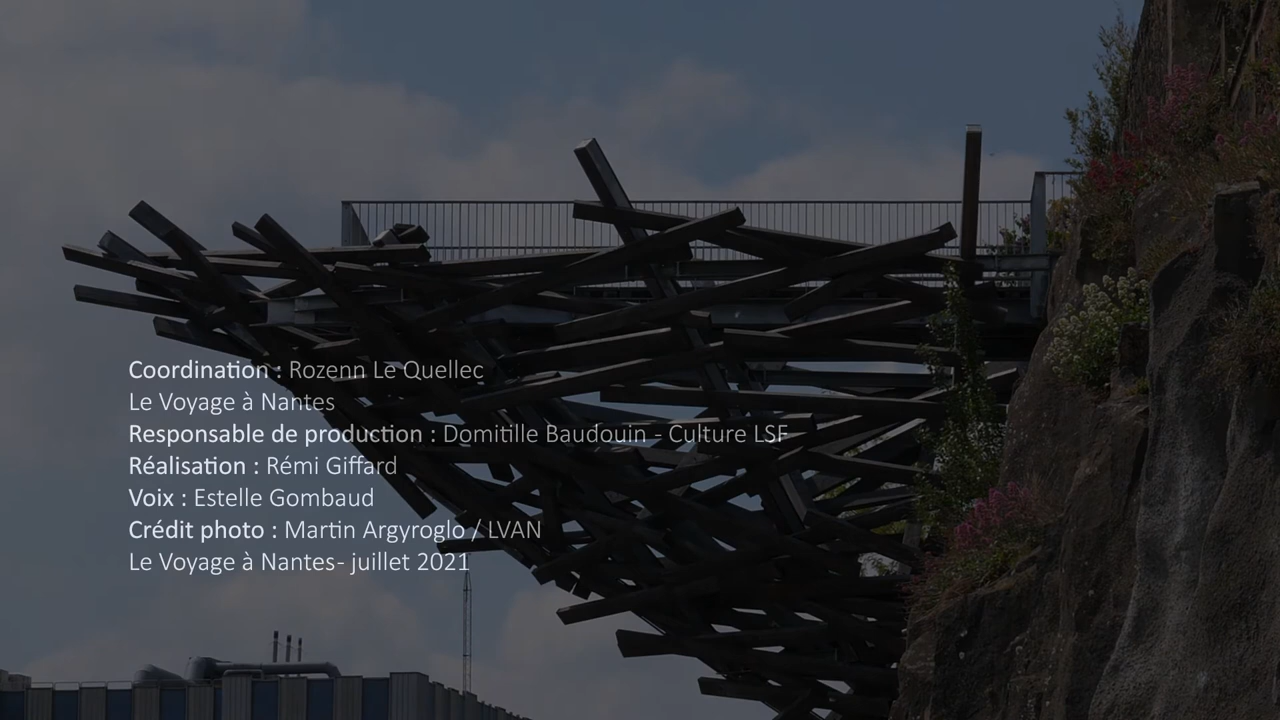 Coordination : Rozenn Le Quellec
Le Voyage à Nantes
Responsable de production : Domitille Baudouin - Culture LSF
Réalisation : Rémi Giffard
Voix : Estelle Gombaud
Crédit photo : Martin Argyroglo / LVAN
Le Voyage à Nantes- juillet 2021